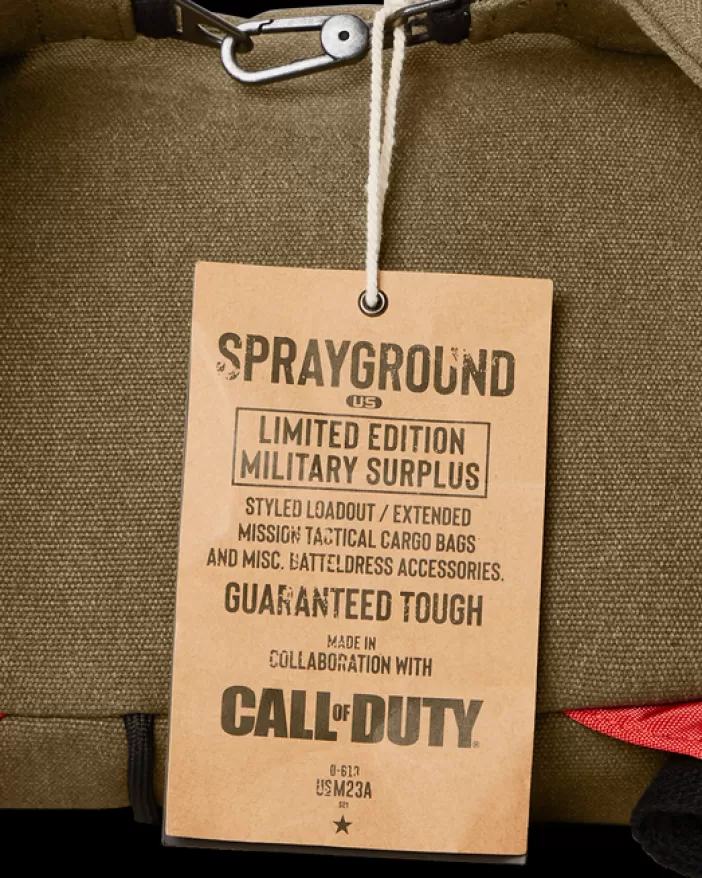 SPRAYGROUND
US
LIMITED EDITION
MILITARY SURPLUS
STYLED LOADOUT / EXTENDED
MISSION TACTICAL CARGO BAGS
AND MISC. BATTELDRESS ACCESSORIES.
GUARANTEED TOUGH
MADE IN
COLLABORATION WITH
CALL OF DUTY®
USM23A